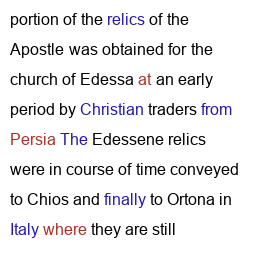 portion of the relics of the
Apostle was obtained for the
church of Edessa at an early
period by Christian traders from
Persia The Edessene relics
were in course of time conveyed
to Chios and finally to Ortona in
Italy where they are still